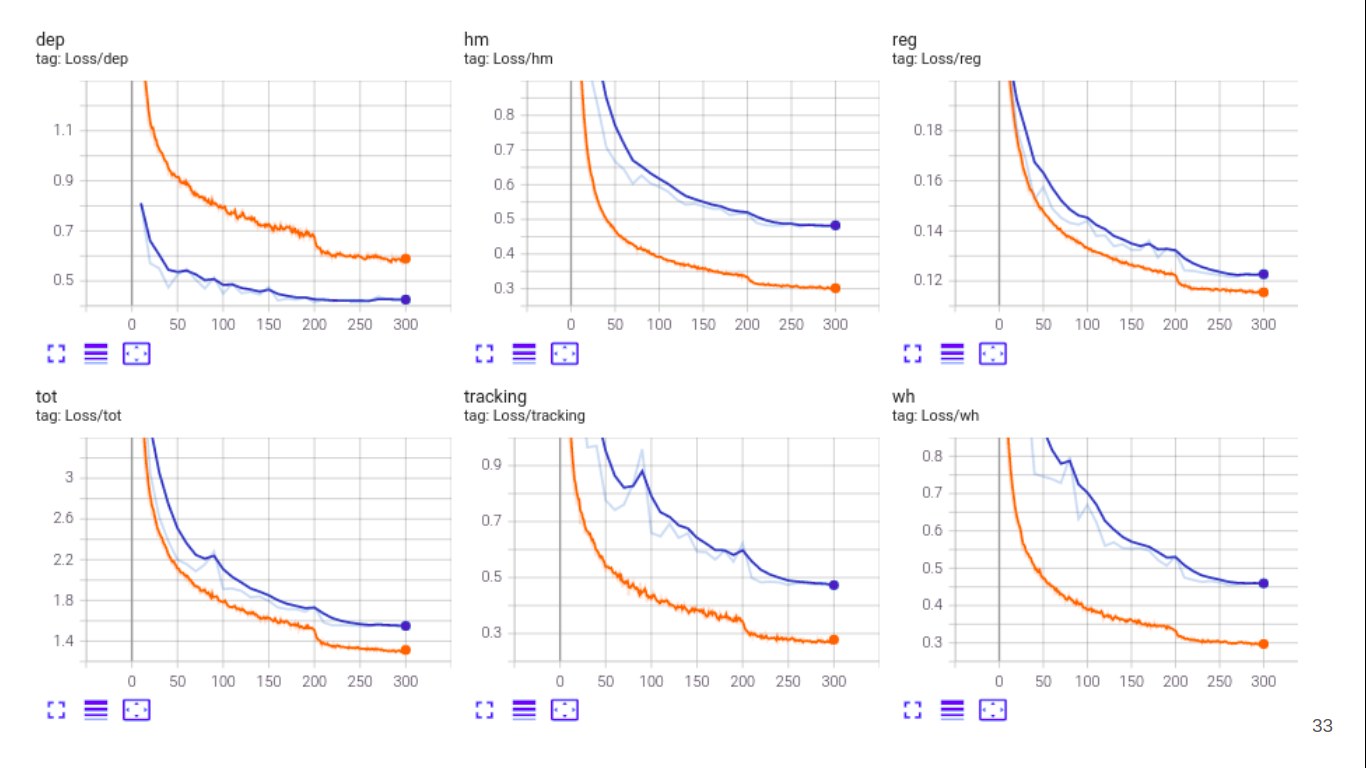 dep
tag: Loss/dep
1.1
0.9
0.7
0.5
0 50 100 150 200 250 300
hm
tag: Loss/hm
0.8
0.7
0.6
0.5
0.4
0.3
0 50 100 150 200 250 300
reg
tag: Loss/reg
0.18
0.16
0.14
0.12
0 50 100 150 200 250 300
tot
tag: Loss/tot
3
2.6
2.2
1.8
1.4
0 50 100 150 200 250 300
tracking
tag: Loss/tracking
0.9
0.7
0.5
0.3
0 50 100 150 200 250 300
wh
tag: Loss/wh
0.8
0.7
0.6
0.5
0.4
0.3
0 50 100 150 200 250 300
33